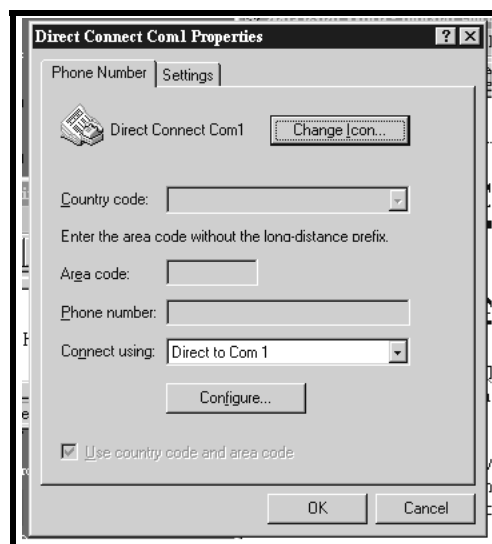 Direct Connect Com1 Properties
Phone Number Settings
Direct Connect Com1 Change Icon...
Country code:
Enter the area code without the long-distance prefix.
Area code:
Phone number:
Connect using: Direct to Com 1
Configure...
Use country code and area code
OK Cancel